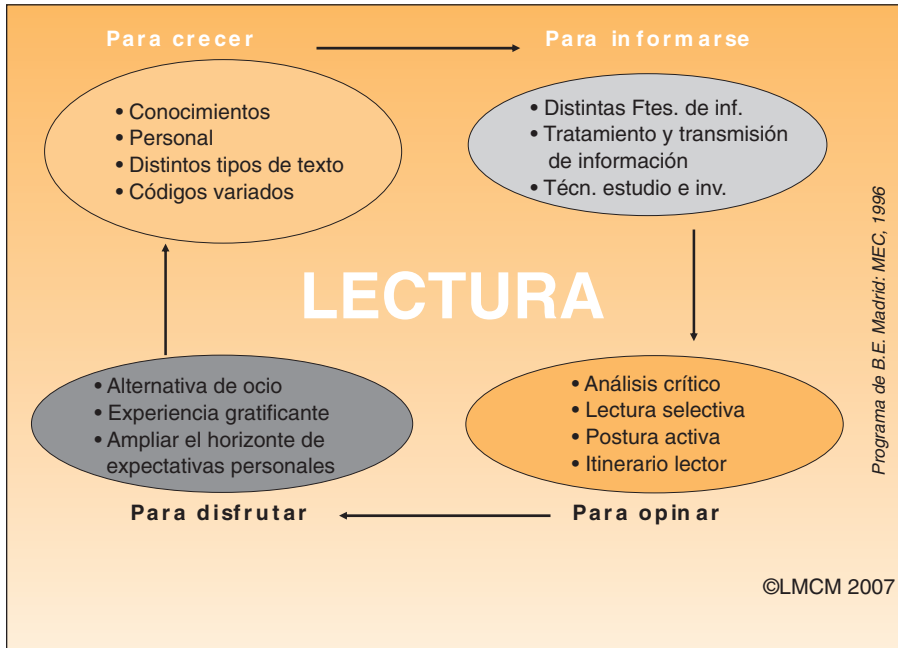 Para crecer
Para informarse
• Conocimientos
• Personal
• Distintos tipos de texto
• Códigos variados
• Distintas Ftes. de inf.
• Tratamiento y transmisión
de información
• Técn. estudio e inv.
LECTURA
• Alternativa de ocio
• Experiencia gratificante
• Ampliar el horizonte de
expectativas personales
• Análisis crítico
• Lectura selectiva
• Postura activa
• Itinerario lector
Para disfrutar
Para opinar
Programa de B.E. Madrid: MEC, 1996
©LMCM 2007